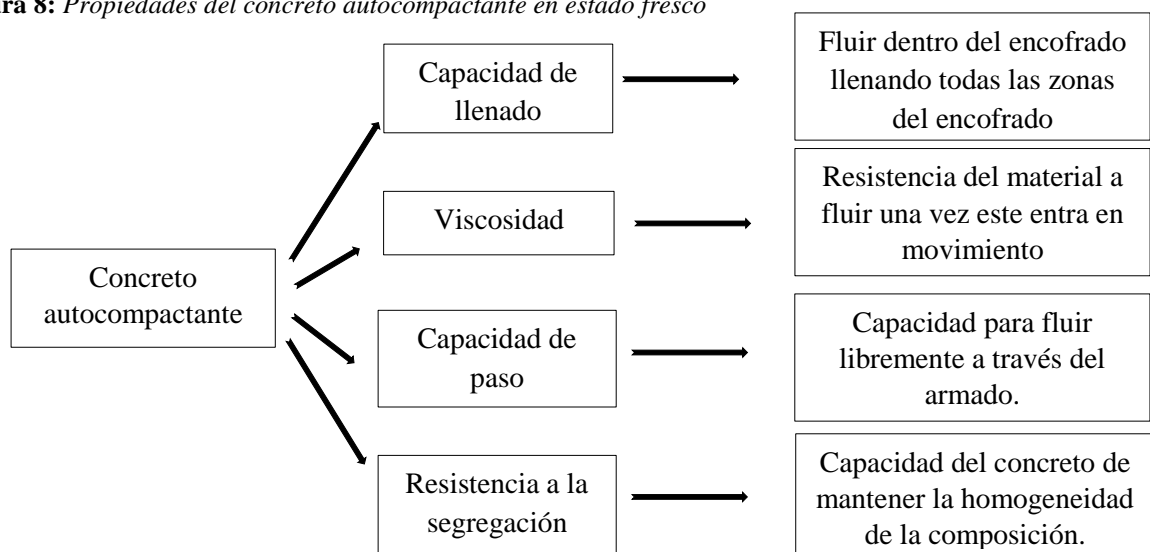 ra 8: Propiedades del concreto autocompactante en estado fresco
Capacidad de
llenado
Fluir dentro del encofrado
llenando todas las zonas
del encofrado
Viscosidad
Resistencia del material a
fluir una vez este entra en
movimiento
Concreto
autocompactante
Capacidad de
paso
Capacidad para fluir
libremente a través del
armado.
Resistencia a la
segregación
Capacidad del concreto de
mantener la homogeneidad
de la composición.